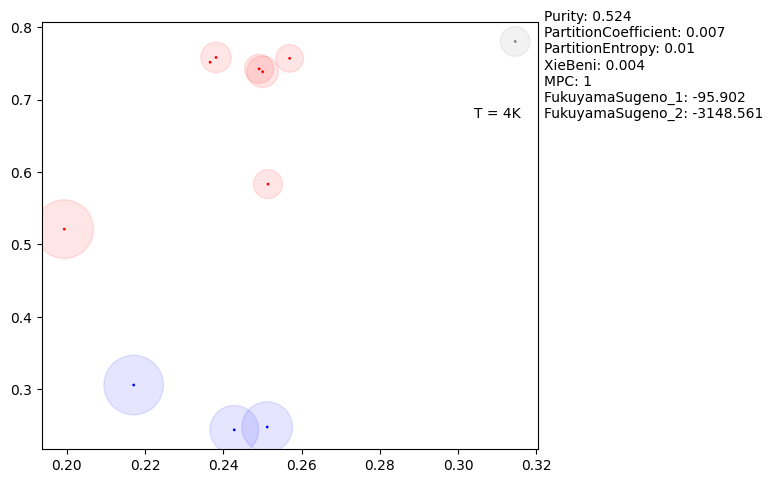 Purity: 0.524
PartitionCoefficient: 0.007
PartitionEntropy: 0.01
XieBeni: 0.004
MPC: 1
FukuyamaSugeno_1: -95.902
FukuyamaSugeno_2: -3148.561
T = 4K
0.8
0.7
0.6
0.5
0.4
0.3
0.20 0.22 0.24 0.26 0.28 0.30 0.32